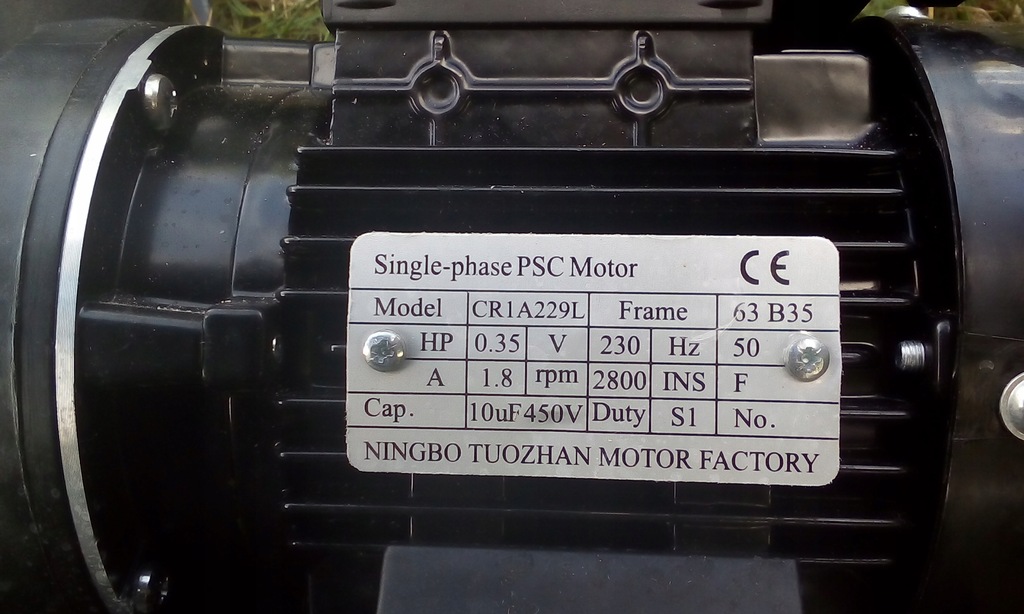 Single-phase PSC Motor CE
Model CR1A229L Frame 63 B35
HP 0.35 V 230 Hz 50
A 1.8 rpm 2800 INS F
Cap. 10uF450V Duty S1 No.
NINGBO TUOZHAN MOTOR FACTORY